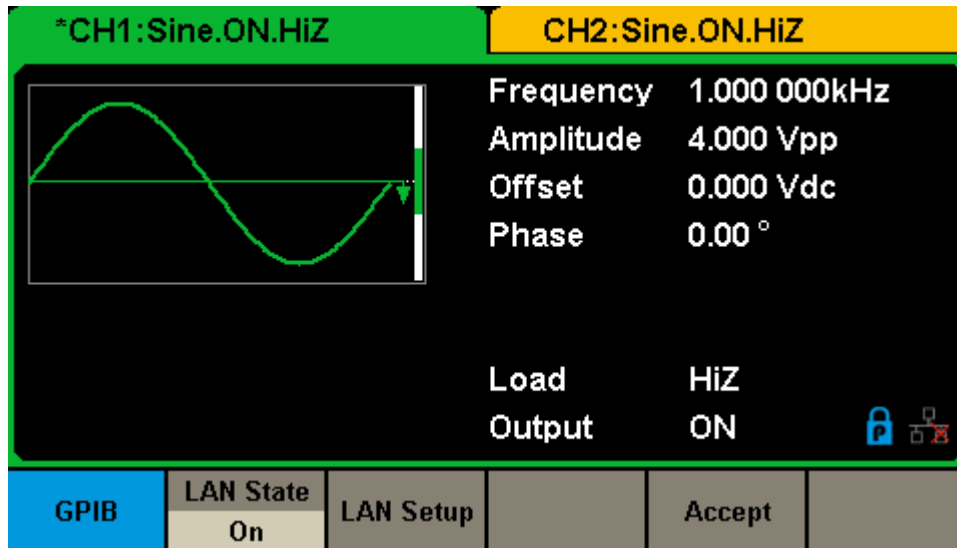 *CH1:Sine.ON.HiZ
CH2:Sine.ON.HiZ
Frequency 1.000 000kHz
Amplitude 4.000 Vpp
Offset 0.000 Vdc
Phase 0.00 °
Load HiZ
Output ON
P
GPIB
LAN State
On
LAN Setup
Accept